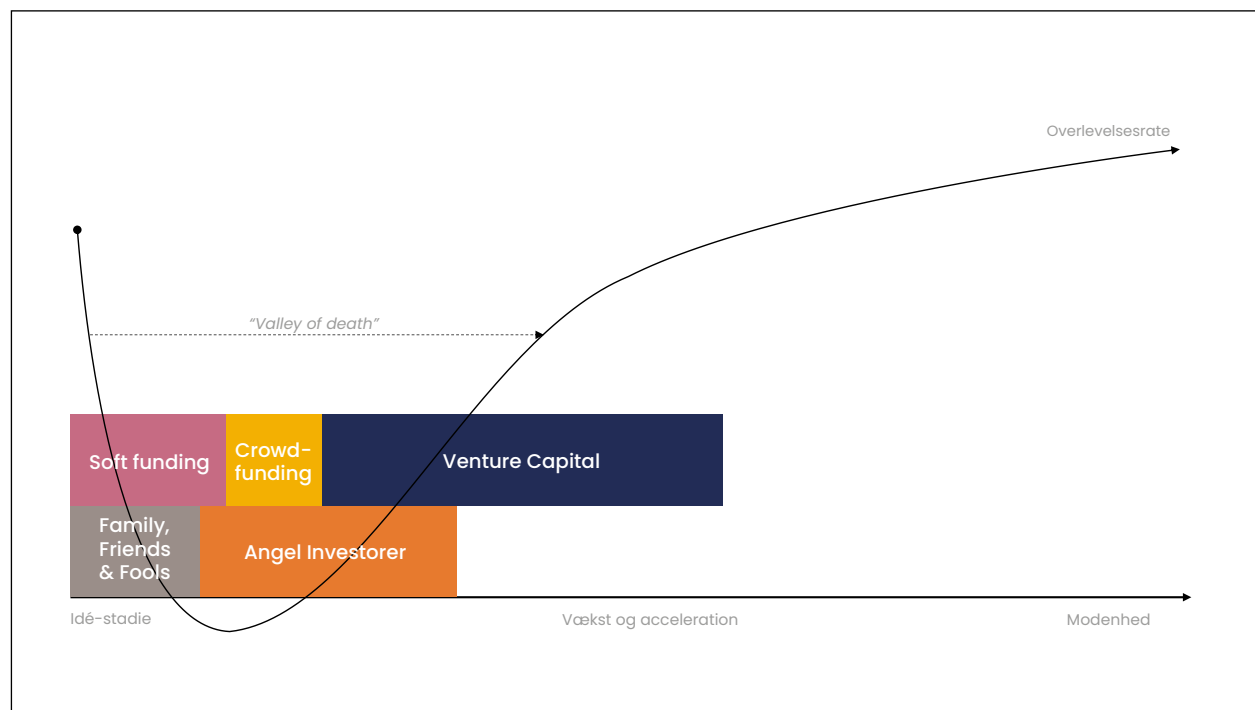 Overlevelsesrate
“Valley of death”
Soft funding
Crowd-
funding
Venture Capital
Family,
Friends
& Fools
Angel Investorer
Idé-stadie
Vækst og acceleration
Modenhed